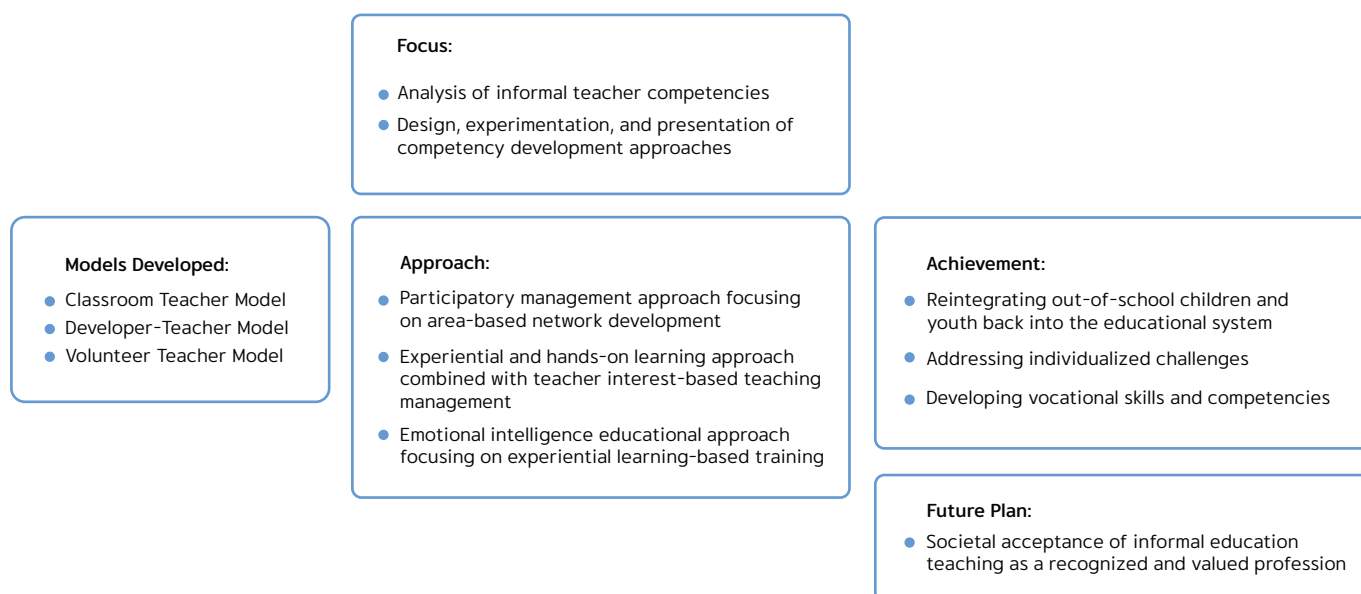 Focus:
Analysis of informal teacher competencies
Design, experimentation, and presentation of
competency development approaches
Models Developed:
Classroom Teacher Model
Developer-Teacher Model
Volunteer Teacher Model
Approach:
Participatory management approach focusing
on area-based network development
Experiential and hands-on learning approach
combined with teacher interest-based teaching
management
Emotional intelligence educational approach
focusing on experiential learning-based training
Achievement:
Reintegrating out-of-school children and
youth back into the educational system
Addressing individualized challenges
Developing vocational skills and competencies
Future Plan:
Societal acceptance of informal education
teaching as a recognized and valued profession